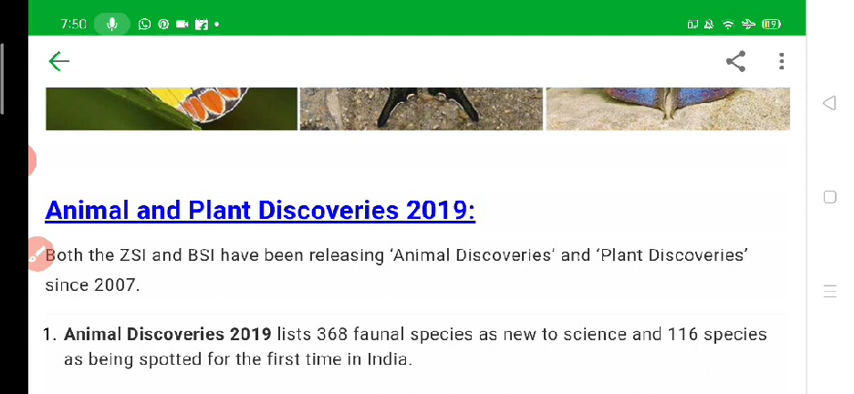 7:50
19
Animal and Plant Discoveries 2019:
Both the ZSI and BSI have been releasing ‘Animal Discoveries’ and ‘Plant Discoveries’
since 2007.
1. Animal Discoveries 2019 lists 368 faunal species as new to science and 116 species
as being spotted for the first time in India.